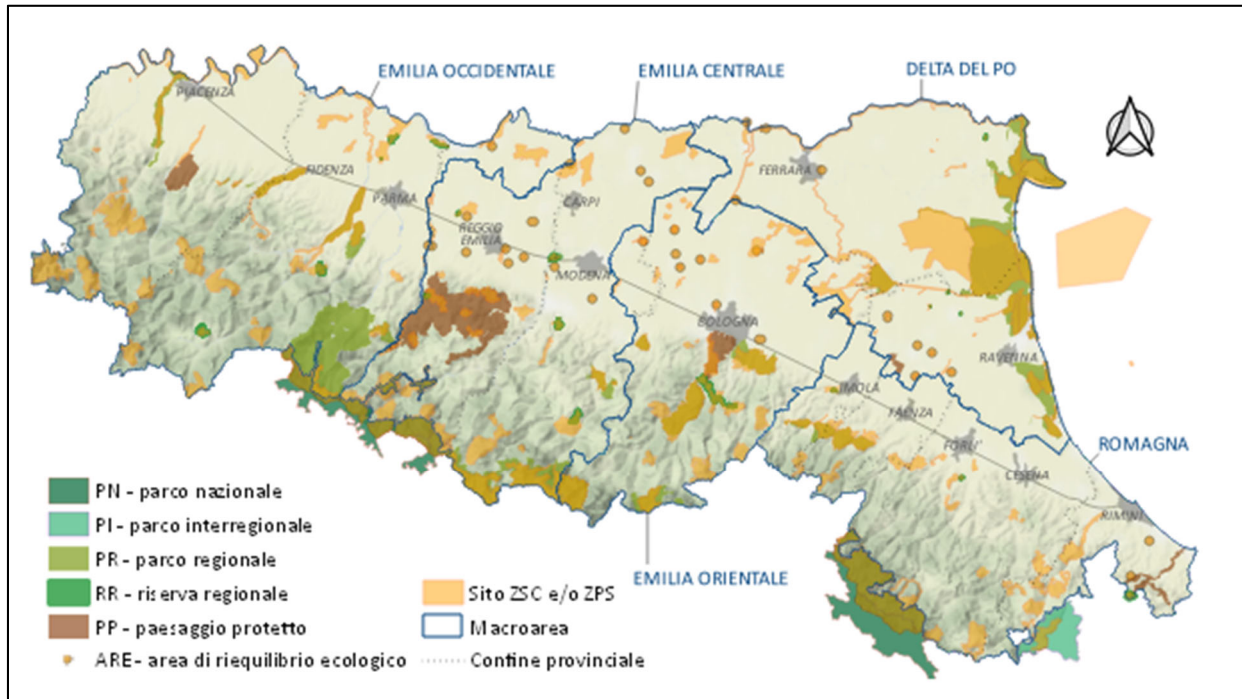 EMILIA OCCIDENTALE
EMILIA CENTRALE
DELTA DEL PO
PIACENZA
FIDENZA
PARMA
REGGIO
EMILIA
CARPI
MODENA
FERRARA
BOLOGNA
IMOLA
FAENZA
FORLI'
CESENA
RAVENNA
RIMINI
ROMAGNA
EMILIA ORIENTALE
PN - parco nazionale
PI - parco interregionale
PR - parco regionale
RR - riserva regionale
PP - paesaggio protetto
ARE - area di riequilibrio ecologico
Sito ZSC e/o ZPS
Macroarea
Confine provinciale